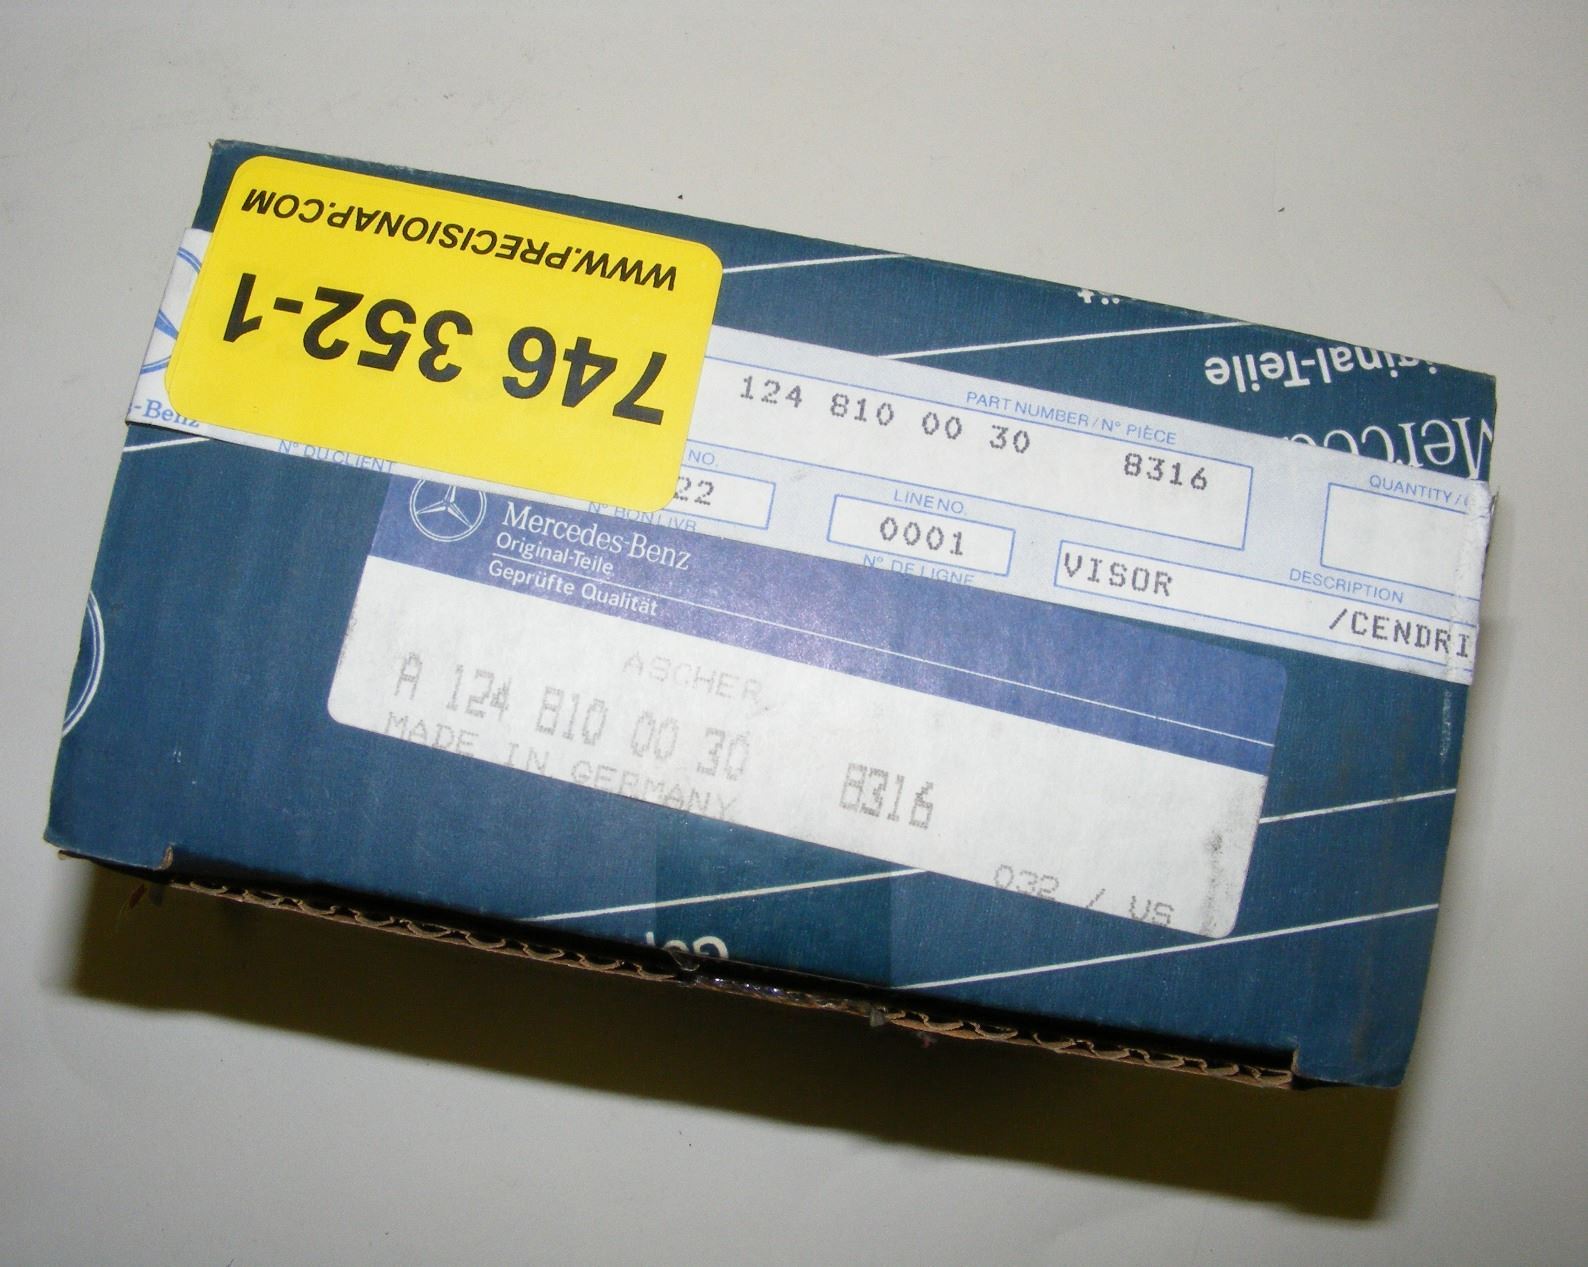 WWW.PRECISIONAP.COM
746 352-1
-Benz
N° DU CLIENT
124 810 00 30 8316
PART NUMBER/N° PIÈCE
NO.
22
N° BON LIVR
LINE NO.
0001
N° DE LIGNE
QUANTITY/
VISOR
DESCRIPTION
/CENDRI
ginal-Teile
Merce
Mercedes-Benz
Original-Teile
Geprüfte Qualität
ASCHER
A 124 810 00 30 8316
MADE IN GERMANY
032 / US